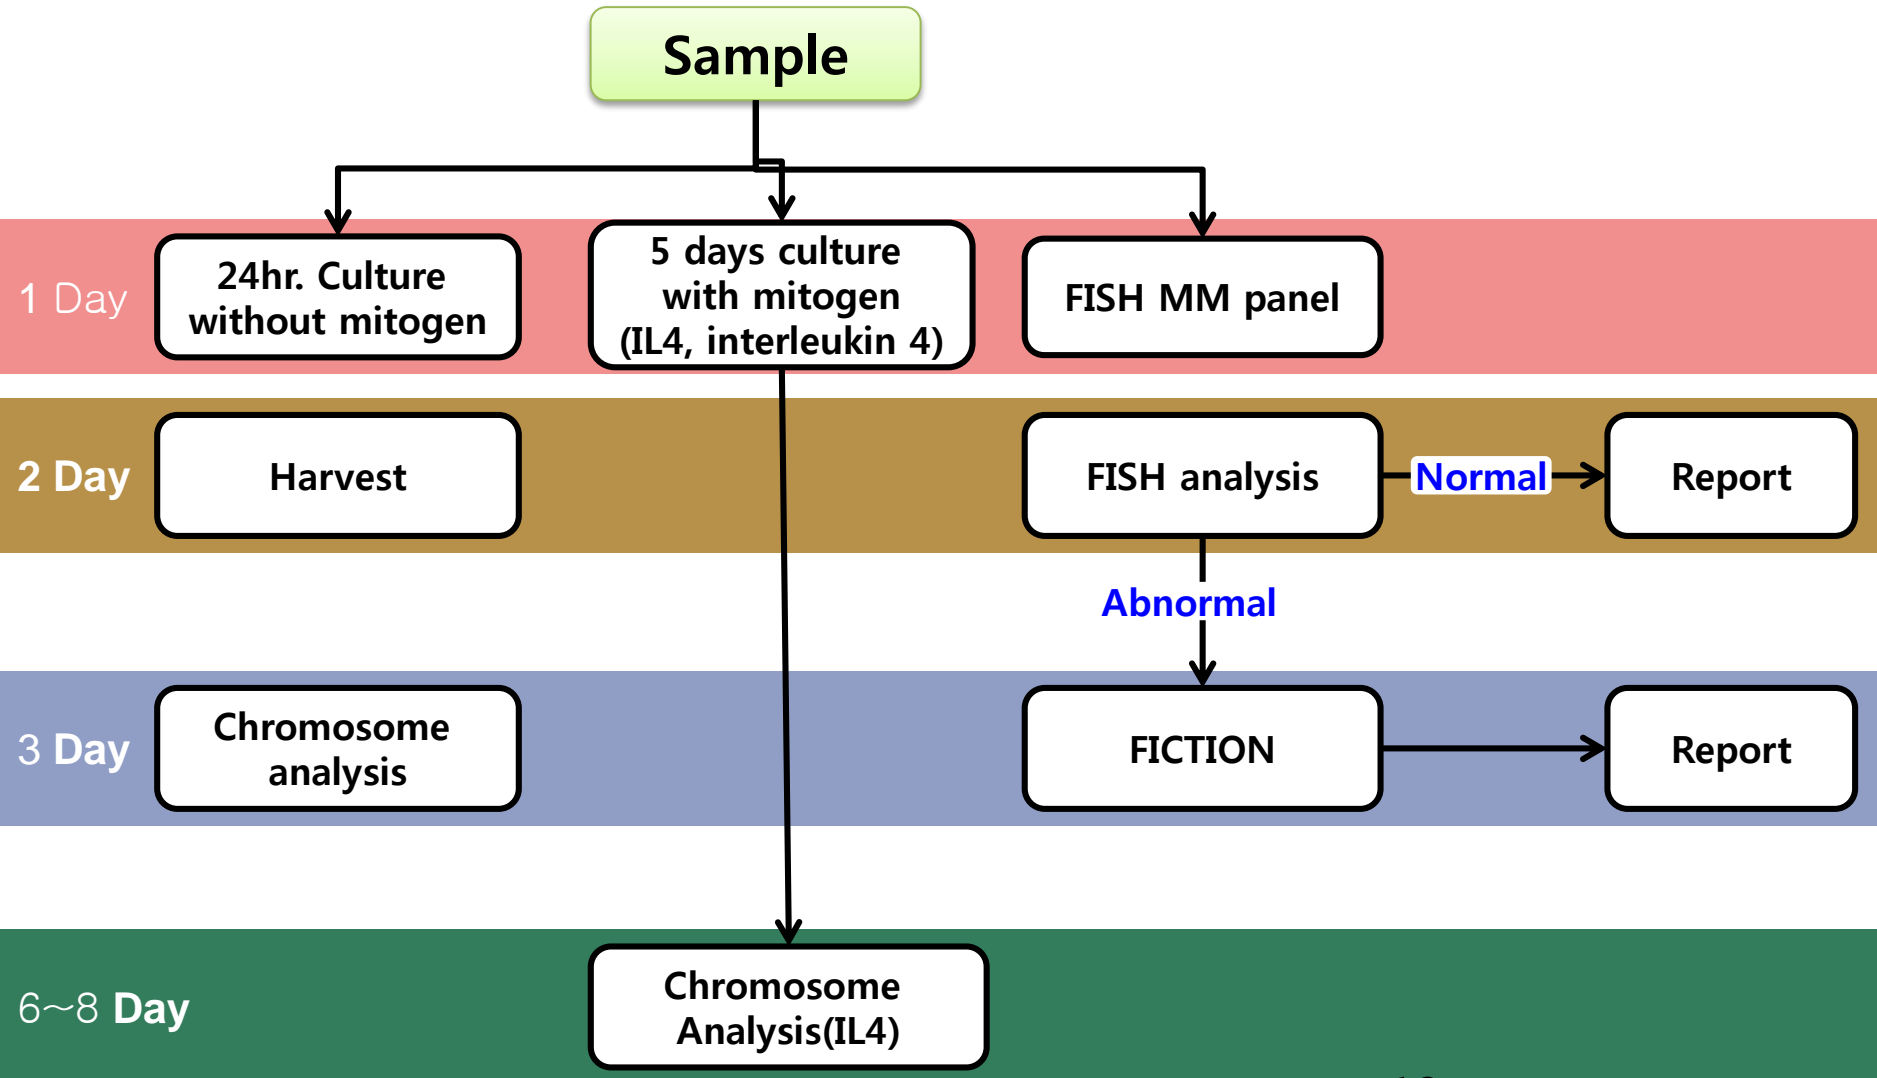 Sample
1 Day
24hr. Culture
without mitogen
5 days culture
with mitogen
(IL4, interleukin 4)
FISH MM panel
2 Day
Harvest
FISH analysis
Normal
Report
Abnormal
3 Day
Chromosome
analysis
FICTION
Report
6~8 Day
Chromosome
Analysis(IL4)